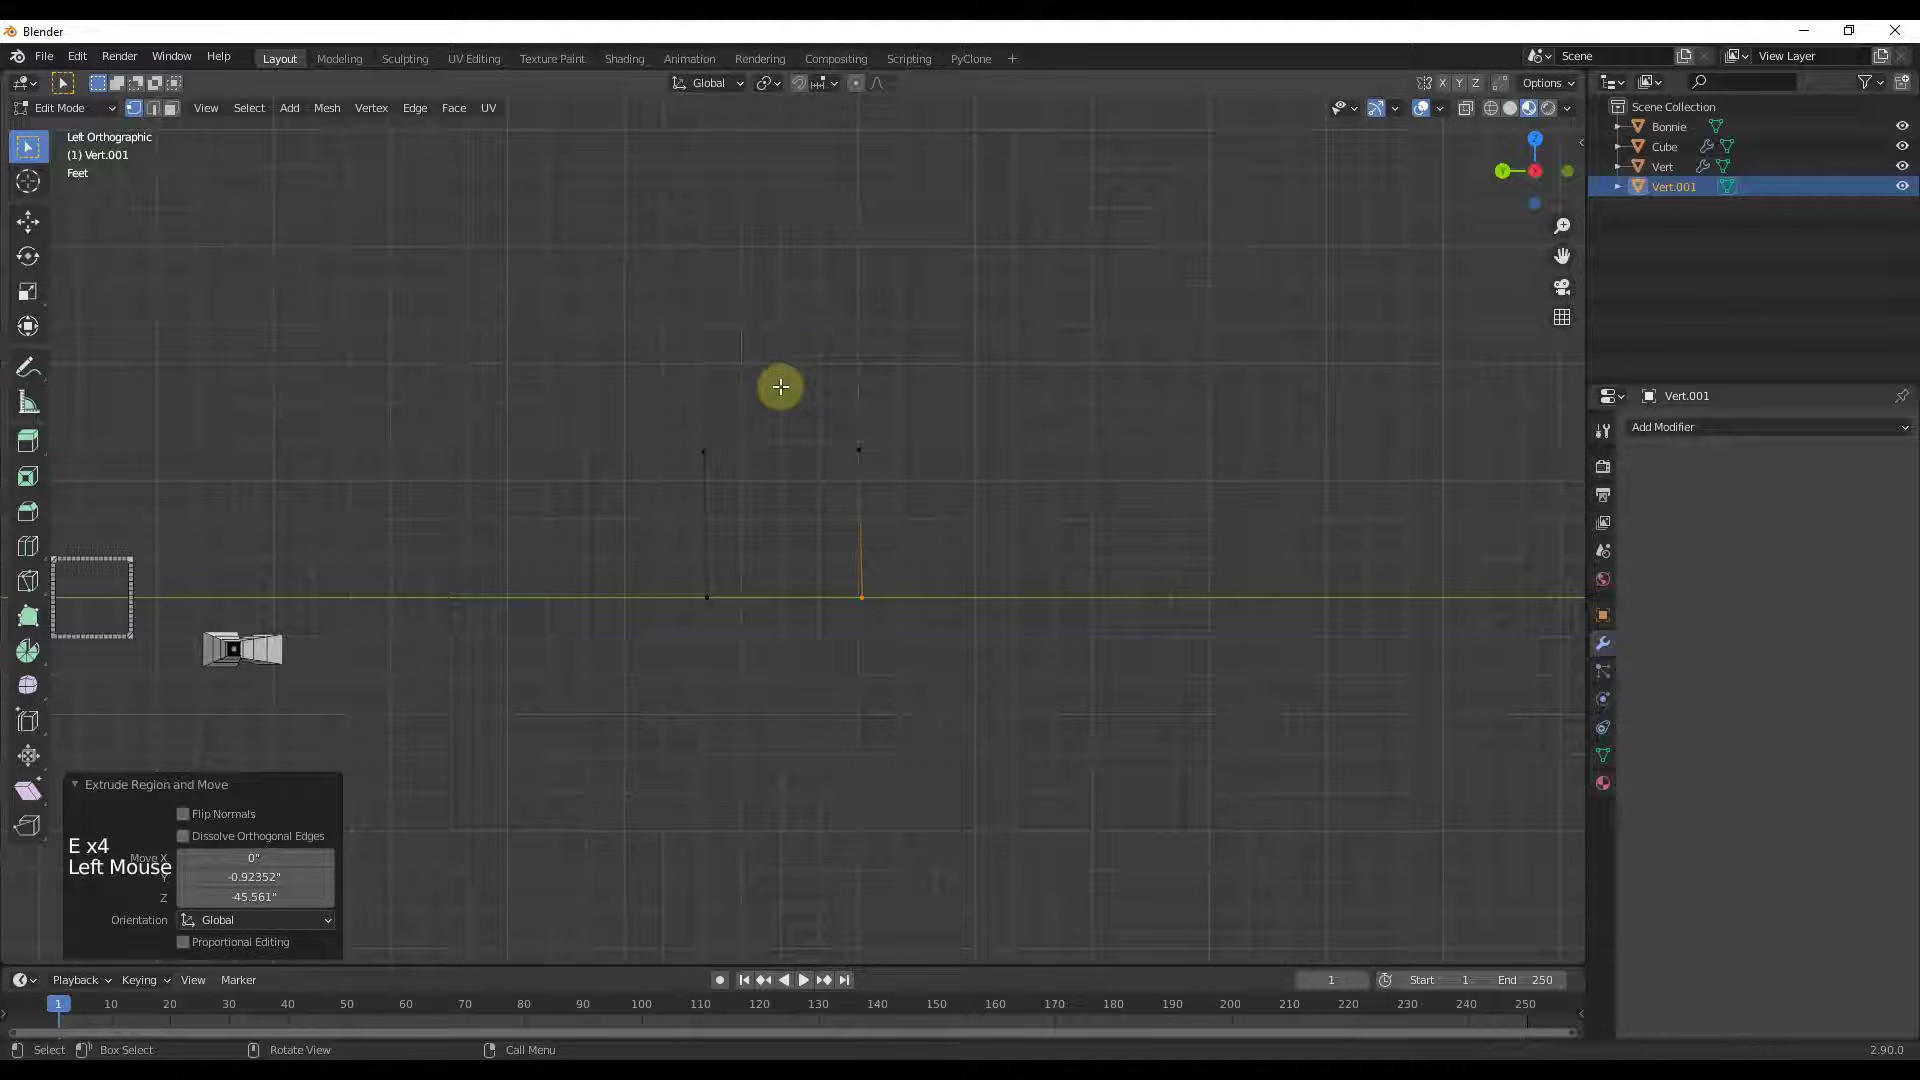 Blender
File Edit Render Window Help Layout Modeling Sculpting UV Editing Texture Paint Shading Animation Rendering Compositing Scripting PyClone + Scene View Layer
Global X Y Z Options
Edit Mode View Select Add Mesh Vertex Edge Face UV
Left Orthographic
(1) Vert.001
Feet
Z
Y
X
Scene Collection
Bonnie
Cube
Vert
Vert.001
Vert.001
Add Modifier
Extrude Region and Move
Flip Normals
Dissolve Orthogonal Edges
E x4
Left Mouse
Move X 0"
Y -0.92352"
Z -45.561"
Orientation Global
Proportional Editing
Playback Keying View Marker 1 Start 1 End 250
1 10 20 30 40 50 60 70 80 90 100 110 120 130 140 150 160 170 180 190 200 210 220 230 240 250
Select Box Select Rotate View Call Menu 2.90.0